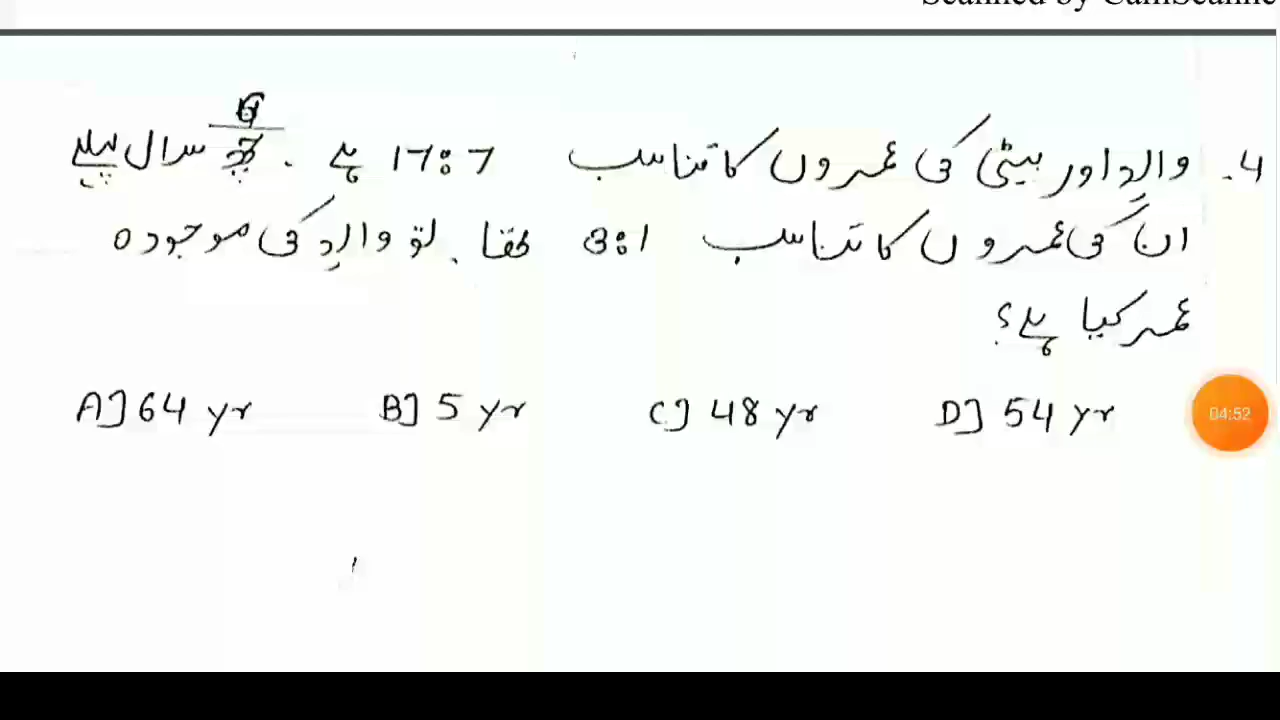 Scanned by CamScanne
6
4. والد اور بیٹی کی عمروں کا تناسب 17:7 ہے . چھ سال پہلے
ان کی عمروں کا تناسب 3:1 تھا . تو والد کی موجودہ
عمر کیا ہے؟
A] 64 yr B] 5 yr C] 48 yr D] 54 yr
04:52